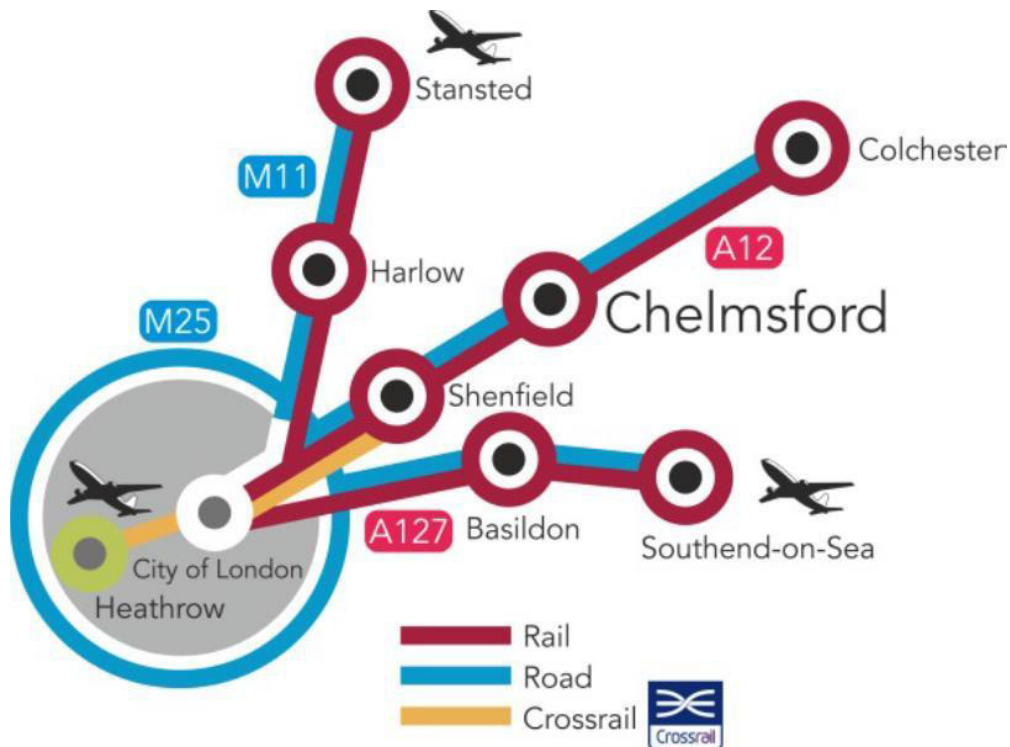 Stansted
Colchester
M11
A12
Harlow
Chelmsford
M25
Shenfield
A127
Basildon
Southend-on-Sea
City of London
Heathrow
Rail
Road
Crossrail
Crossrail